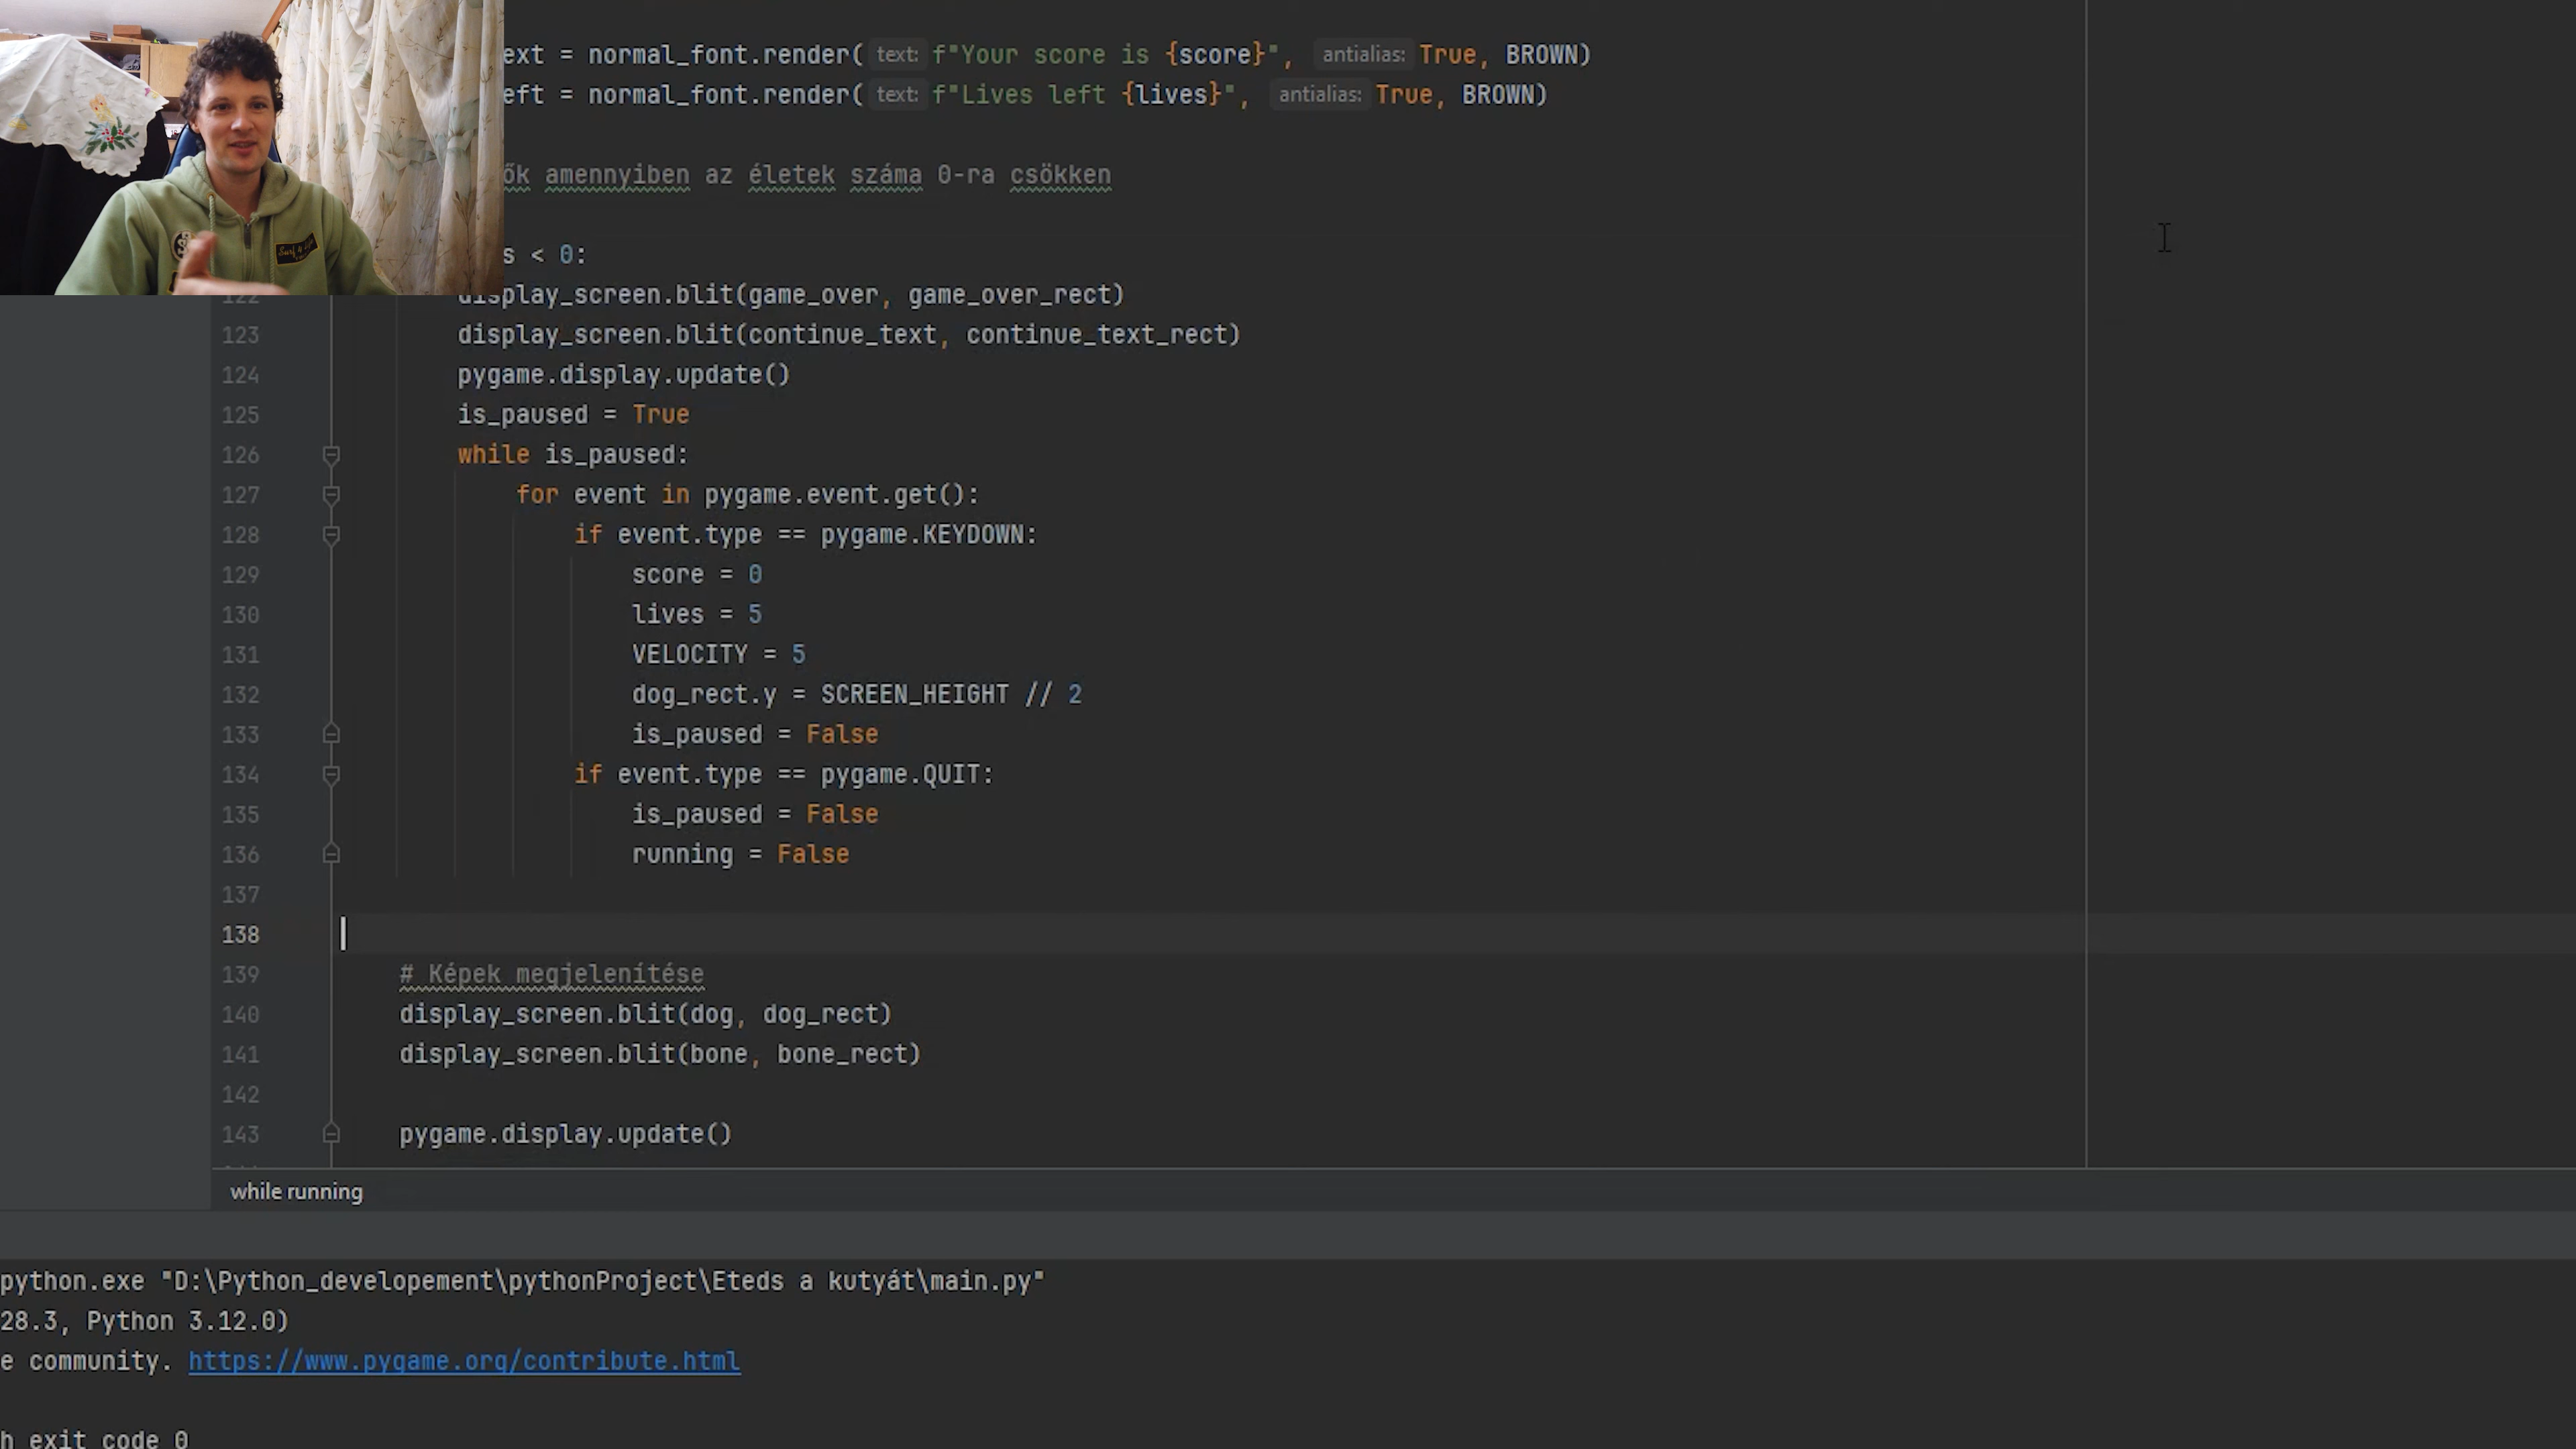 ext = normal_font.render( text: f"Your score is {score}", antialias: True, BROWN)
eft = normal_font.render( text: f"Lives left {lives}", antialias: True, BROWN)
ők amennyiben az életek száma 0-ra csökken
s < 0:
122 display_screen.blit(game_over, game_over_rect)
123 display_screen.blit(continue_text, continue_text_rect)
124 pygame.display.update()
125 is_paused = True
126 while is_paused:
127 for event in pygame.event.get():
128 if event.type == pygame.KEYDOWN:
129 score = 0
130 lives = 5
131 VELOCITY = 5
132 dog_rect.y = SCREEN_HEIGHT // 2
133 is_paused = False
134 if event.type == pygame.QUIT:
135 is_paused = False
136 running = False
137
138
139 # Képek megjelenítése
140 display_screen.blit(dog, dog_rect)
141 display_screen.blit(bone, bone_rect)
142
143 pygame.display.update()
while running
python.exe "D:\Python_developement\pythonProject\Eteds a kutyát\main.py"
28.3, Python 3.12.0)
e community. https://www.pygame.org/contribute.html
h exit code 0